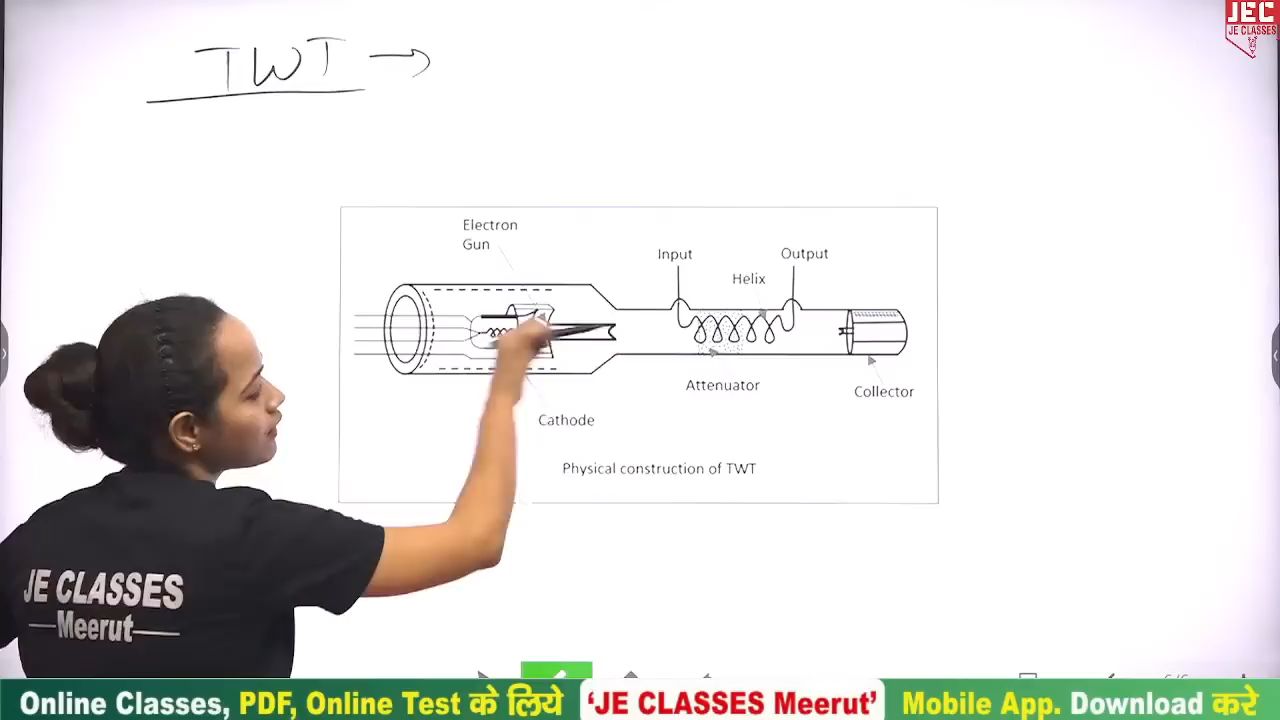 JEC
JE CLASSES
TWT →
Electron
Gun
Input
Output
Helix
Attenuator
Collector
Cathode
Physical construction of TWT
JE CLASSES
Meerut
Online Classes, PDF, Online Test के लिये 'JE CLASSES Meerut' Mobile App. Download करे